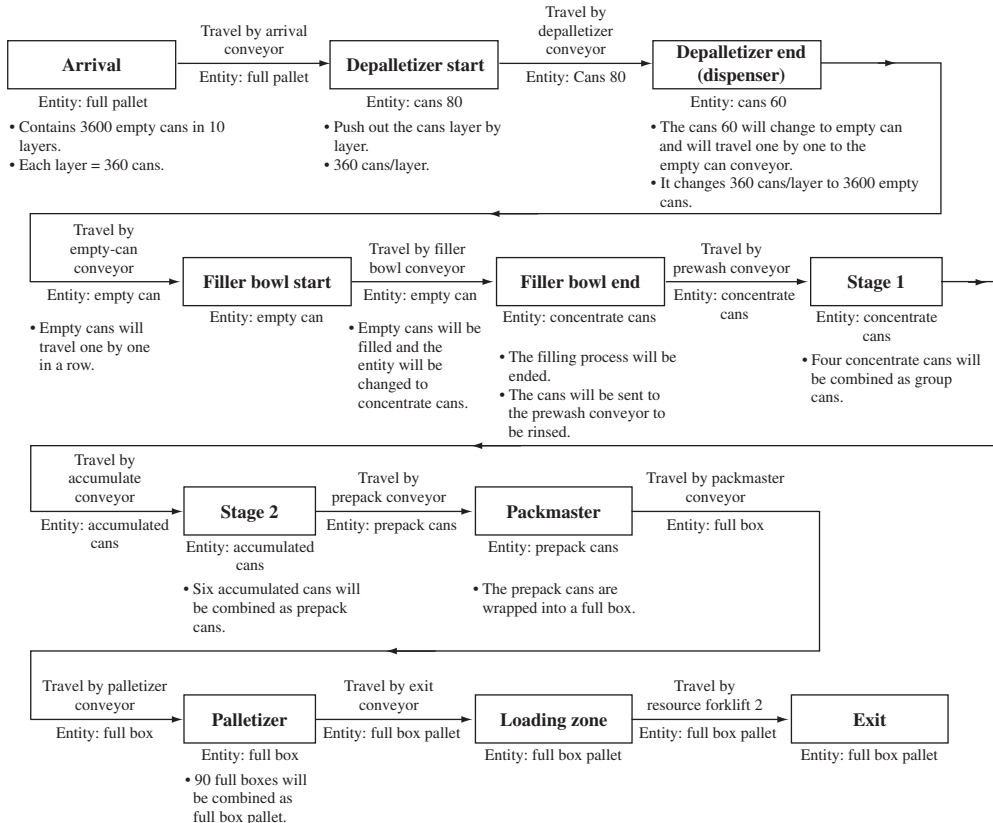 Travel by arrival
conveyor
Travel by
depalletizer
conveyor
Arrival
Entity: full pallet
Depalletizer start
Entity: Cans 80
Depalletizer end
(dispenser)
Entity: full pallet
Entity: cans 80
Entity: cans 60
• Contains 3600 empty cans in 10
layers.
• Each layer = 360 cans.
• Push out the cans layer by
layer.
• 360 cans/layer.
• The cans 60 will change to empty can
and will travel one by one to the
empty can conveyor.
• It changes 360 cans/layer to 3600 empty
cans.
Travel by
empty-can
conveyor
Entity: empty can
• Empty cans will
travel one by one
in a row.
Filler bowl start
Entity: empty can
Travel by filler
bowl conveyor
Entity: empty can
• Empty cans will be
filled and the
entity will be
changed to
concentrate cans.
Filler bowl end
Entity: concentrate cans
• The filling process will be
ended.
• The cans will be sent to
the prewash conveyor to
be rinsed.
Travel by
prewash conveyor
Entity: concentrate
cans
Stage 1
Entity: concentrate
cans
• Four concentrate cans will
be combined as group
cans.
Travel by
accumulate
conveyor
Entity: accumulated
cans
Stage 2
Entity: accumulated
cans
• Six accumulated cans will
be combined as prepack
cans.
Travel by
prepack conveyor
Entity: prepack cans
Packmaster
Entity: prepack cans
• The prepack cans are
wrapped into a full box.
Travel by packmaster
conveyor
Entity: full box
Travel by palletizer
conveyor
Entity: full box
Palletizer
Entity: full box
• 90 full boxes will
be combined as
full box pallet.
Travel by exit
conveyor
Entity: full box pallet
Loading zone
Entity: full box pallet
Travel by
resource forklift 2
Entity: full box pallet
Exit
Entity: full box pallet